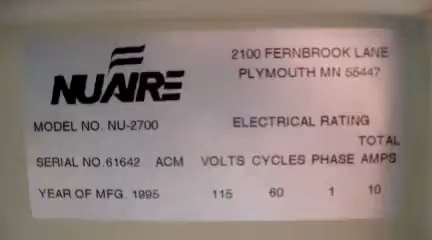 NUAIRE
2100 FERNBROOK LANE
PLYMOUTH MN 55447
MODEL NO. NU-2700 ELECTRICAL RATING
TOTAL
SERIAL NO. 61642 ACM VOLTS CYCLES PHASE AMPS
YEAR OF MFG. 1995 115 60 1 10